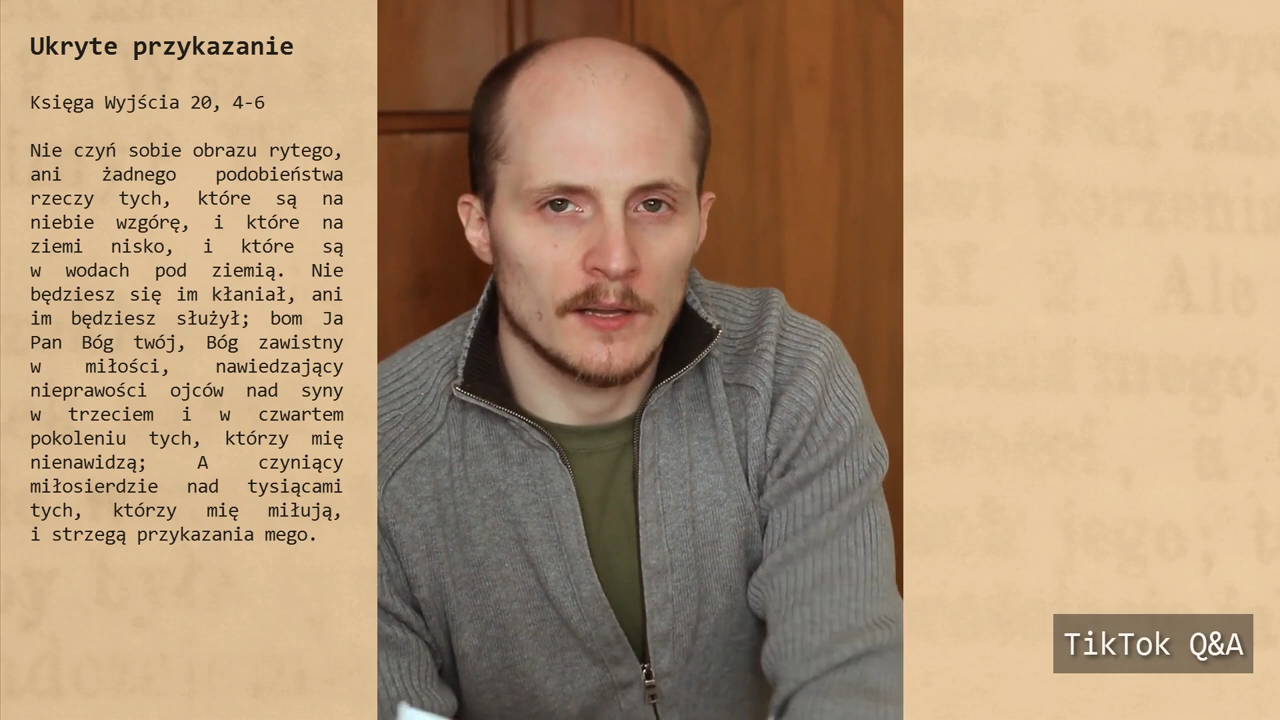 Ukryte przykazanie
Księga Wyjścia 20, 4-6
Nie czyń sobie obrazu rytego,
ani żadnego podobieństwa
rzeczy tych, które są na
niebie wzgórę, i które na
ziemi nisko, i które są
w wodach pod ziemią. Nie
będziesz się im kłaniał, ani
im będziesz służył; bom Ja
Pan Bóg twój, Bóg zawistny
w miłości, nawiedzający
nieprawości ojców nad syny
w trzeciem i w czwartem
pokoleniu tych, którzy mię
nienawidzą; A czyniący
miłosierdzie nad tysiącami
tych, którzy mię miłują,
i strzegą przykazania mego.
TikTok Q&A